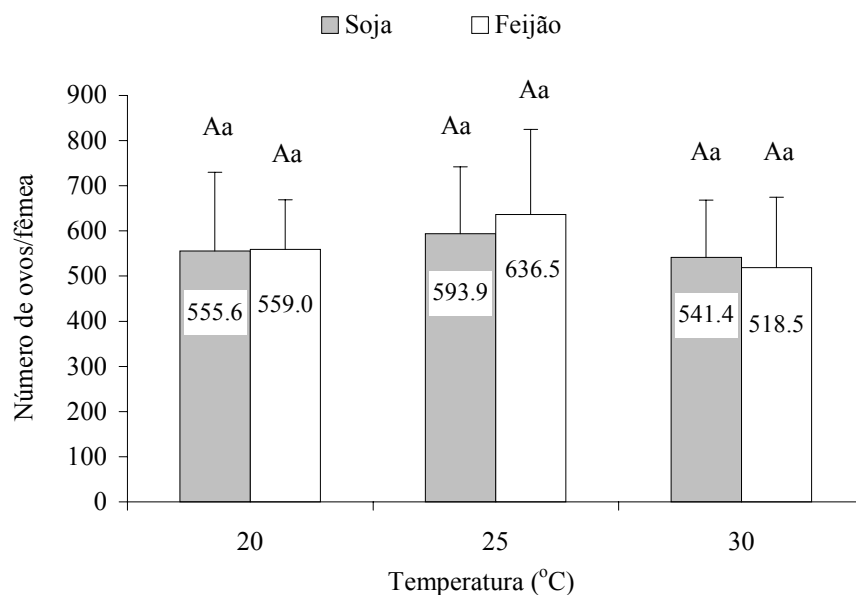 Soja Feijão
900
800
700
600
500
400
300
200
100
0
Número de ovos/fêmea
Aa Aa Aa Aa Aa Aa
555.6 559.0 593.9 636.5 541.4 518.5
20 25 30
Temperatura (°C)